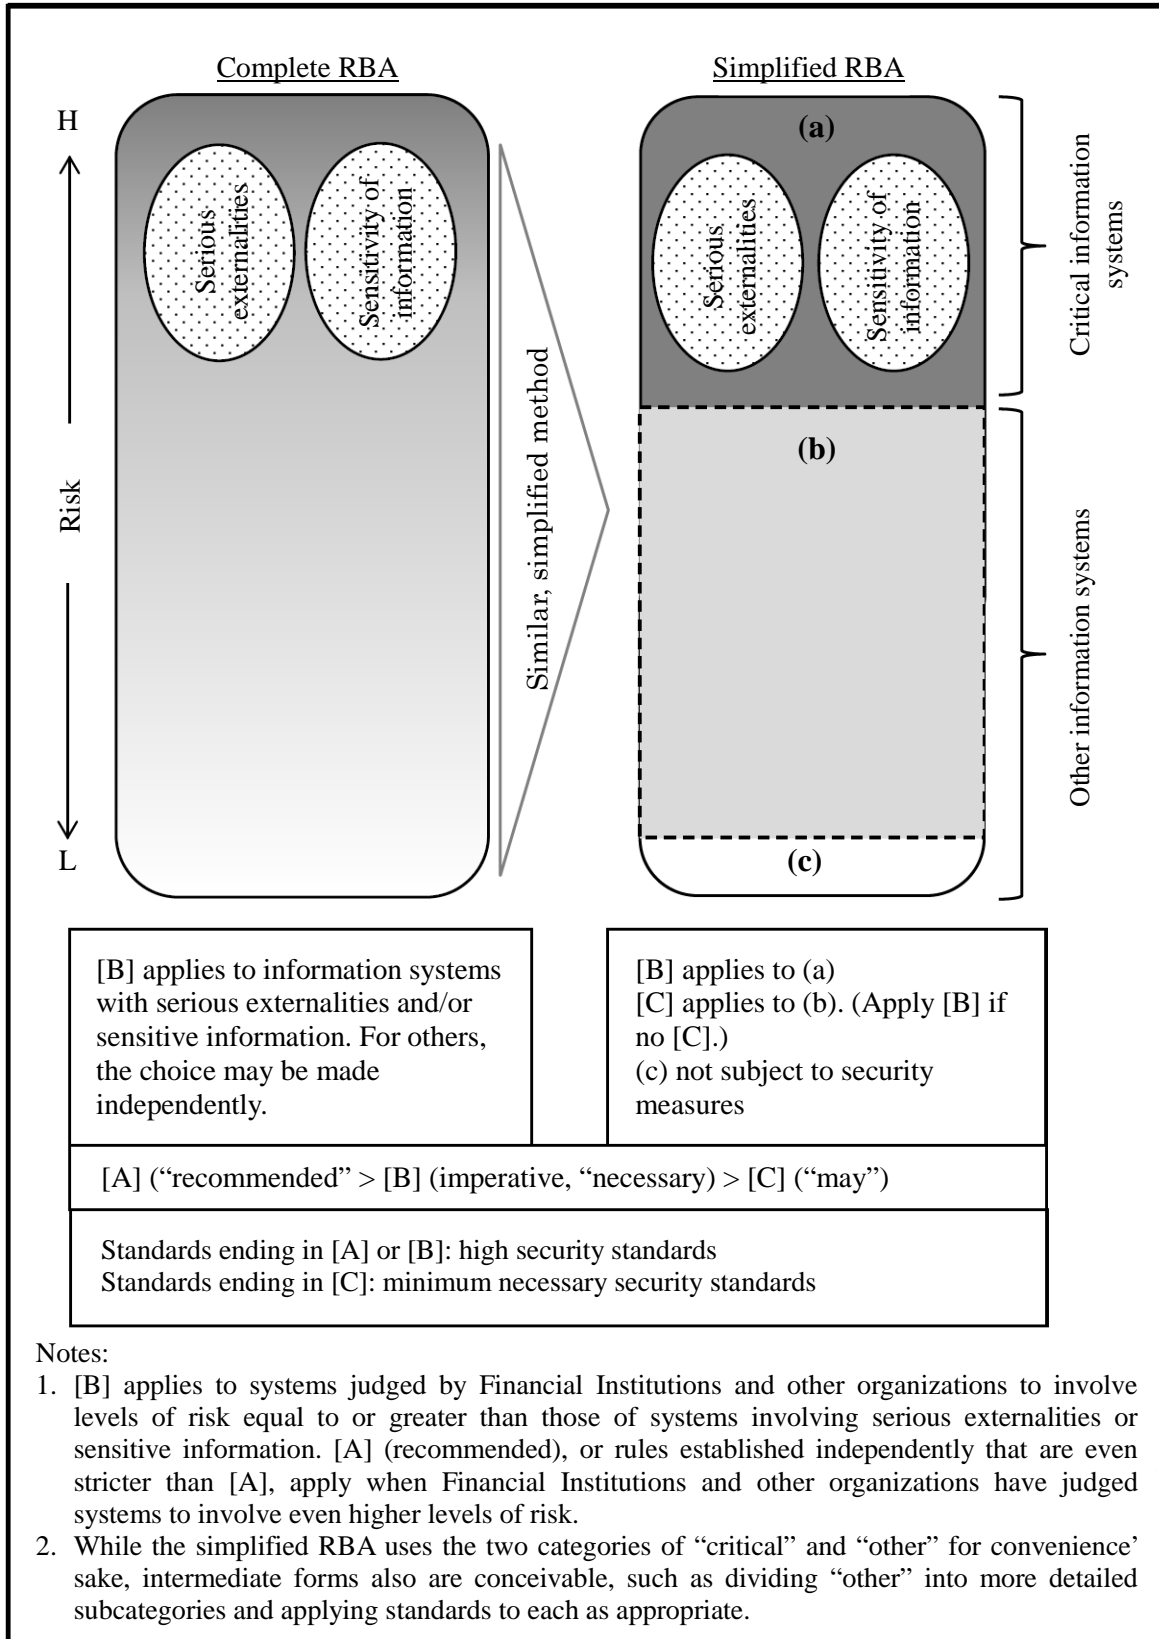 Complete RBA
Simplified RBA
H
Risk
L
Serious
externalities
Sensitivity of
information
Similar, simplified method
(a)
Serious
externalities
Sensitivity of
information
(b)
(c)
Critical information
systems
Other information systems
[B] applies to information systems
with serious externalities and/or
sensitive information. For others,
the choice may be made
independently.
[B] applies to (a)
[C] applies to (b). (Apply [B] if
no [C].)
(c) not subject to security
measures
[A] (“recommended” > [B] (imperative, “necessary) > [C] (“may”)
Standards ending in [A] or [B]: high security standards
Standards ending in [C]: minimum necessary security standards
Notes:
1. [B] applies to systems judged by Financial Institutions and other organizations to involve
levels of risk equal to or greater than those of systems involving serious externalities or
sensitive information. [A] (recommended), or rules established independently that are even
stricter than [A], apply when Financial Institutions and other organizations have judged
systems to involve even higher levels of risk.
2. While the simplified RBA uses the two categories of “critical” and “other” for convenience’
sake, intermediate forms also are conceivable, such as dividing “other” into more detailed
subcategories and applying standards to each as appropriate.